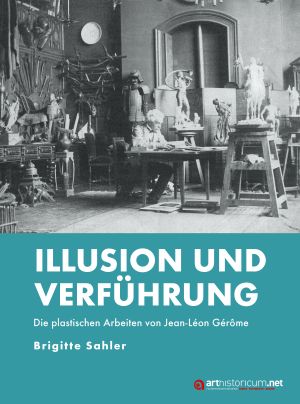 ILLUSION UND
VERFÜHRUNG
Die plastischen Arbeiten von Jean-Léon Gérôme
Brigitte Sahler
arthistoricum.net